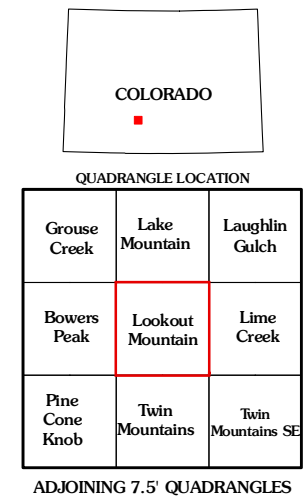 COLORADO
QUADRANGLE LOCATION
Grouse
Creek
Lake
Mountain
Laughlin
Gulch
Bowers
Peak
Lookout
Mountain
Lime
Creek
Pine
Cone
Knob
Twin
Mountains
Twin
Mountains SE
ADJOINING 7.5' QUADRANGLES